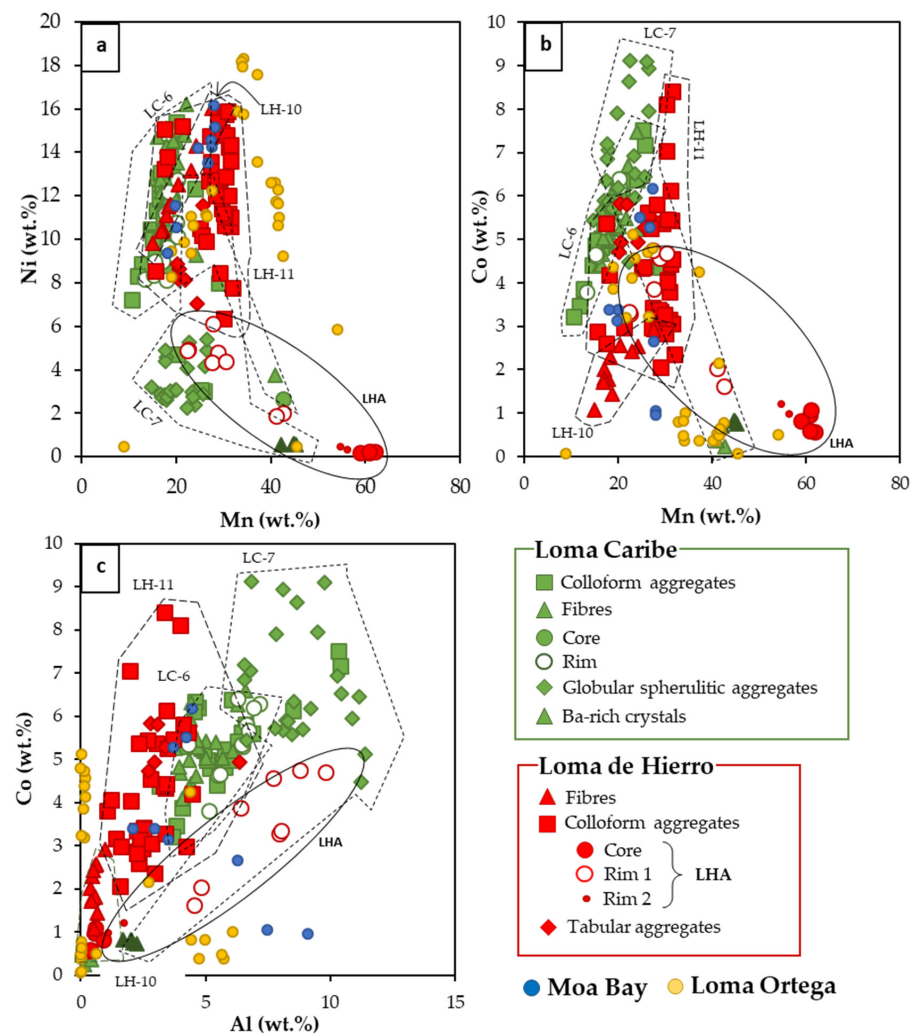 a
Ni (wt.%)
20
18
16
14
12
10
8
6
4
2
0
0 20 40 60 80
Mn (wt.%)
LC-6
LH-10
LH-11
LC-7
LHA
b
Co (wt.%)
10
9
8
7
6
5
4
3
2
1
0
0 20 40 60 80
Mn (wt.%)
LC-7
LH-11
LC-6
LH-10
LHA
c
Co (wt.%)
10
9
8
7
6
5
4
3
2
1
0
0 5 10 15
Al (wt.%)
LC-7
LH-11
LC-6
LHA
LH-10
Loma Caribe
Colloform aggregates
Fibres
Core
Rim
Globular spherulitic aggregates
Ba-rich crystals
Loma de Hierro
Fibres
Colloform aggregates
Core
Rim 1
Rim 2
LHA
Tabular aggregates
Moa Bay
Loma Ortega